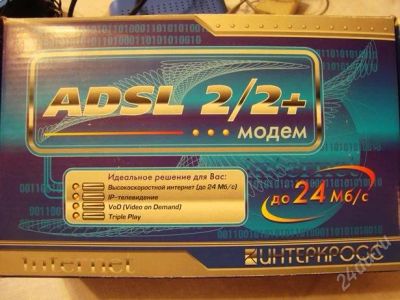 ADSL 2/2+
модем
Идеальное решение для Вас:
Высокоскоростной интернет (до 24 Мб/с)
IP-телевидение
VoD (Video on Demand)
Triple Play
до 24 Мб/с
Internet
ИНТЕРКРОСС